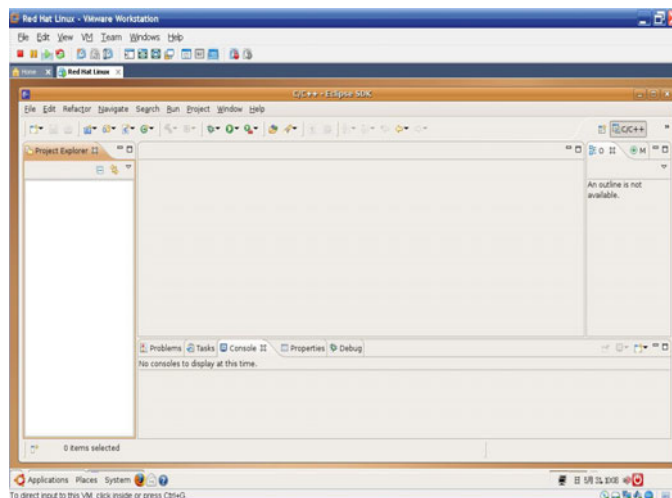 Red Hat Linux - VMware Workstation
File Edit View VM Team Windows Help
Home Red Hat Linux
C/C++ - Eclipse SDK
File Edit Refactor Navigate Search Run Project Window Help
C/C++
Project Explorer
O M
An outline is not
available.
Problems Tasks Console Properties Debug
No consoles to display at this time.
0 items selected
Applications Places System
To direct input to this VM, click inside or press Ctrl+G.